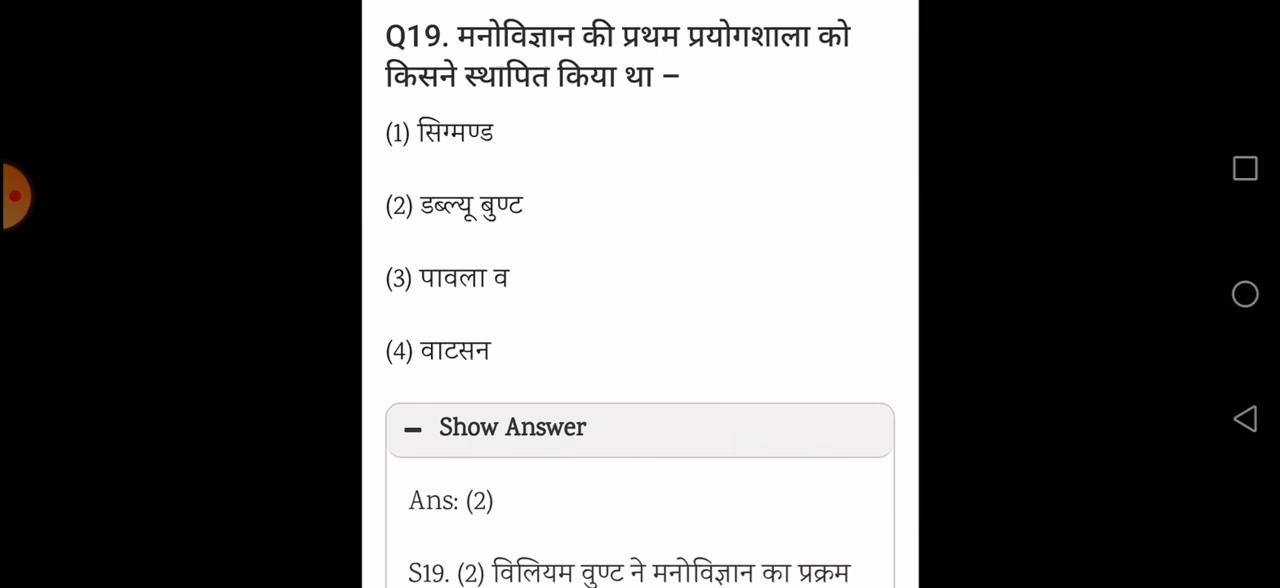 Q19. मनोविज्ञान की प्रथम प्रयोगशाला को
किसने स्थापित किया था –
(1) सिग्मण्ड
(2) डब्ल्यू बुण्ट
(3) पावला व
(4) वाटसन
– Show Answer
Ans: (2)
S19. (2) विलियम वुण्ट ने मनोविज्ञान का प्रक्रम